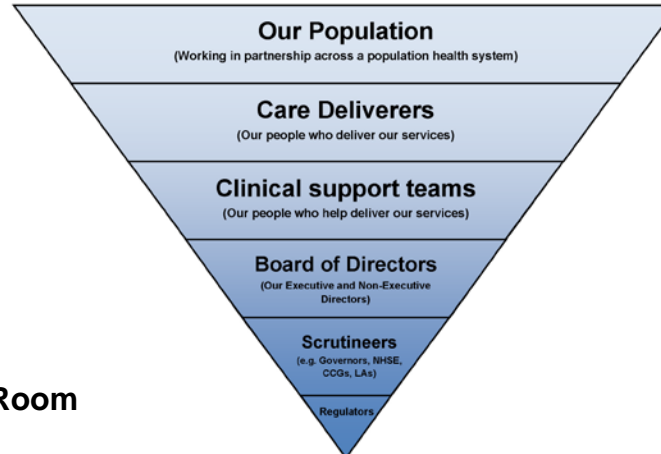 Our Population
(Working in partnership across a population health system)
Care Deliverers
(Our people who deliver our services)
Clinical support teams
(Our people who help deliver our services)
Board of Directors
(Our Executive and Non-Executive
Directors)
Scrutineers
(e.g. Governors, NHSE,
CCGs, LAs)
Room
Regulators